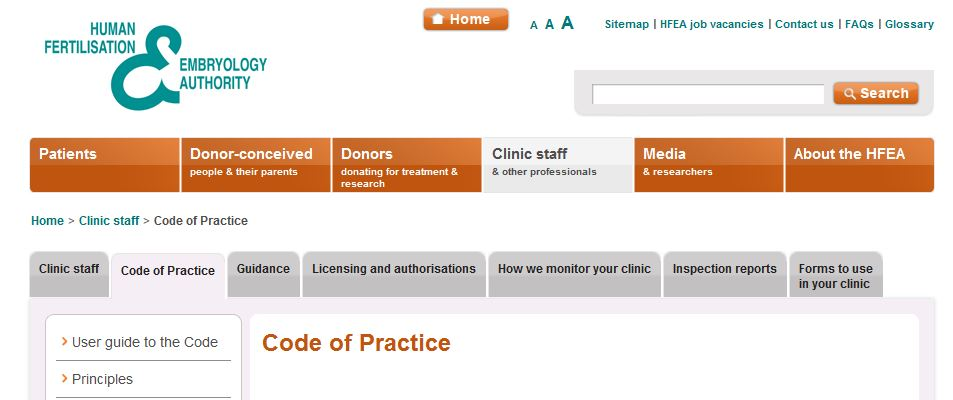 HUMAN
FERTILISATION
&
EMBRYOLOGY
AUTHORITY
Home
A A A
Sitemap | HFEA job vacancies | Contact us | FAQs | Glossary
Search
Patients
Donor-conceived
people & their parents
Donors
donating for treatment &
research
Clinic staff
& other professionals
Media
& researchers
About the HFEA
Home > Clinic staff > Code of Practice
Clinic staff
Code of Practice
Guidance
Licensing and authorisations
How we monitor your clinic
Inspection reports
Forms to use
in your clinic
User guide to the Code
Principles
Code of Practice